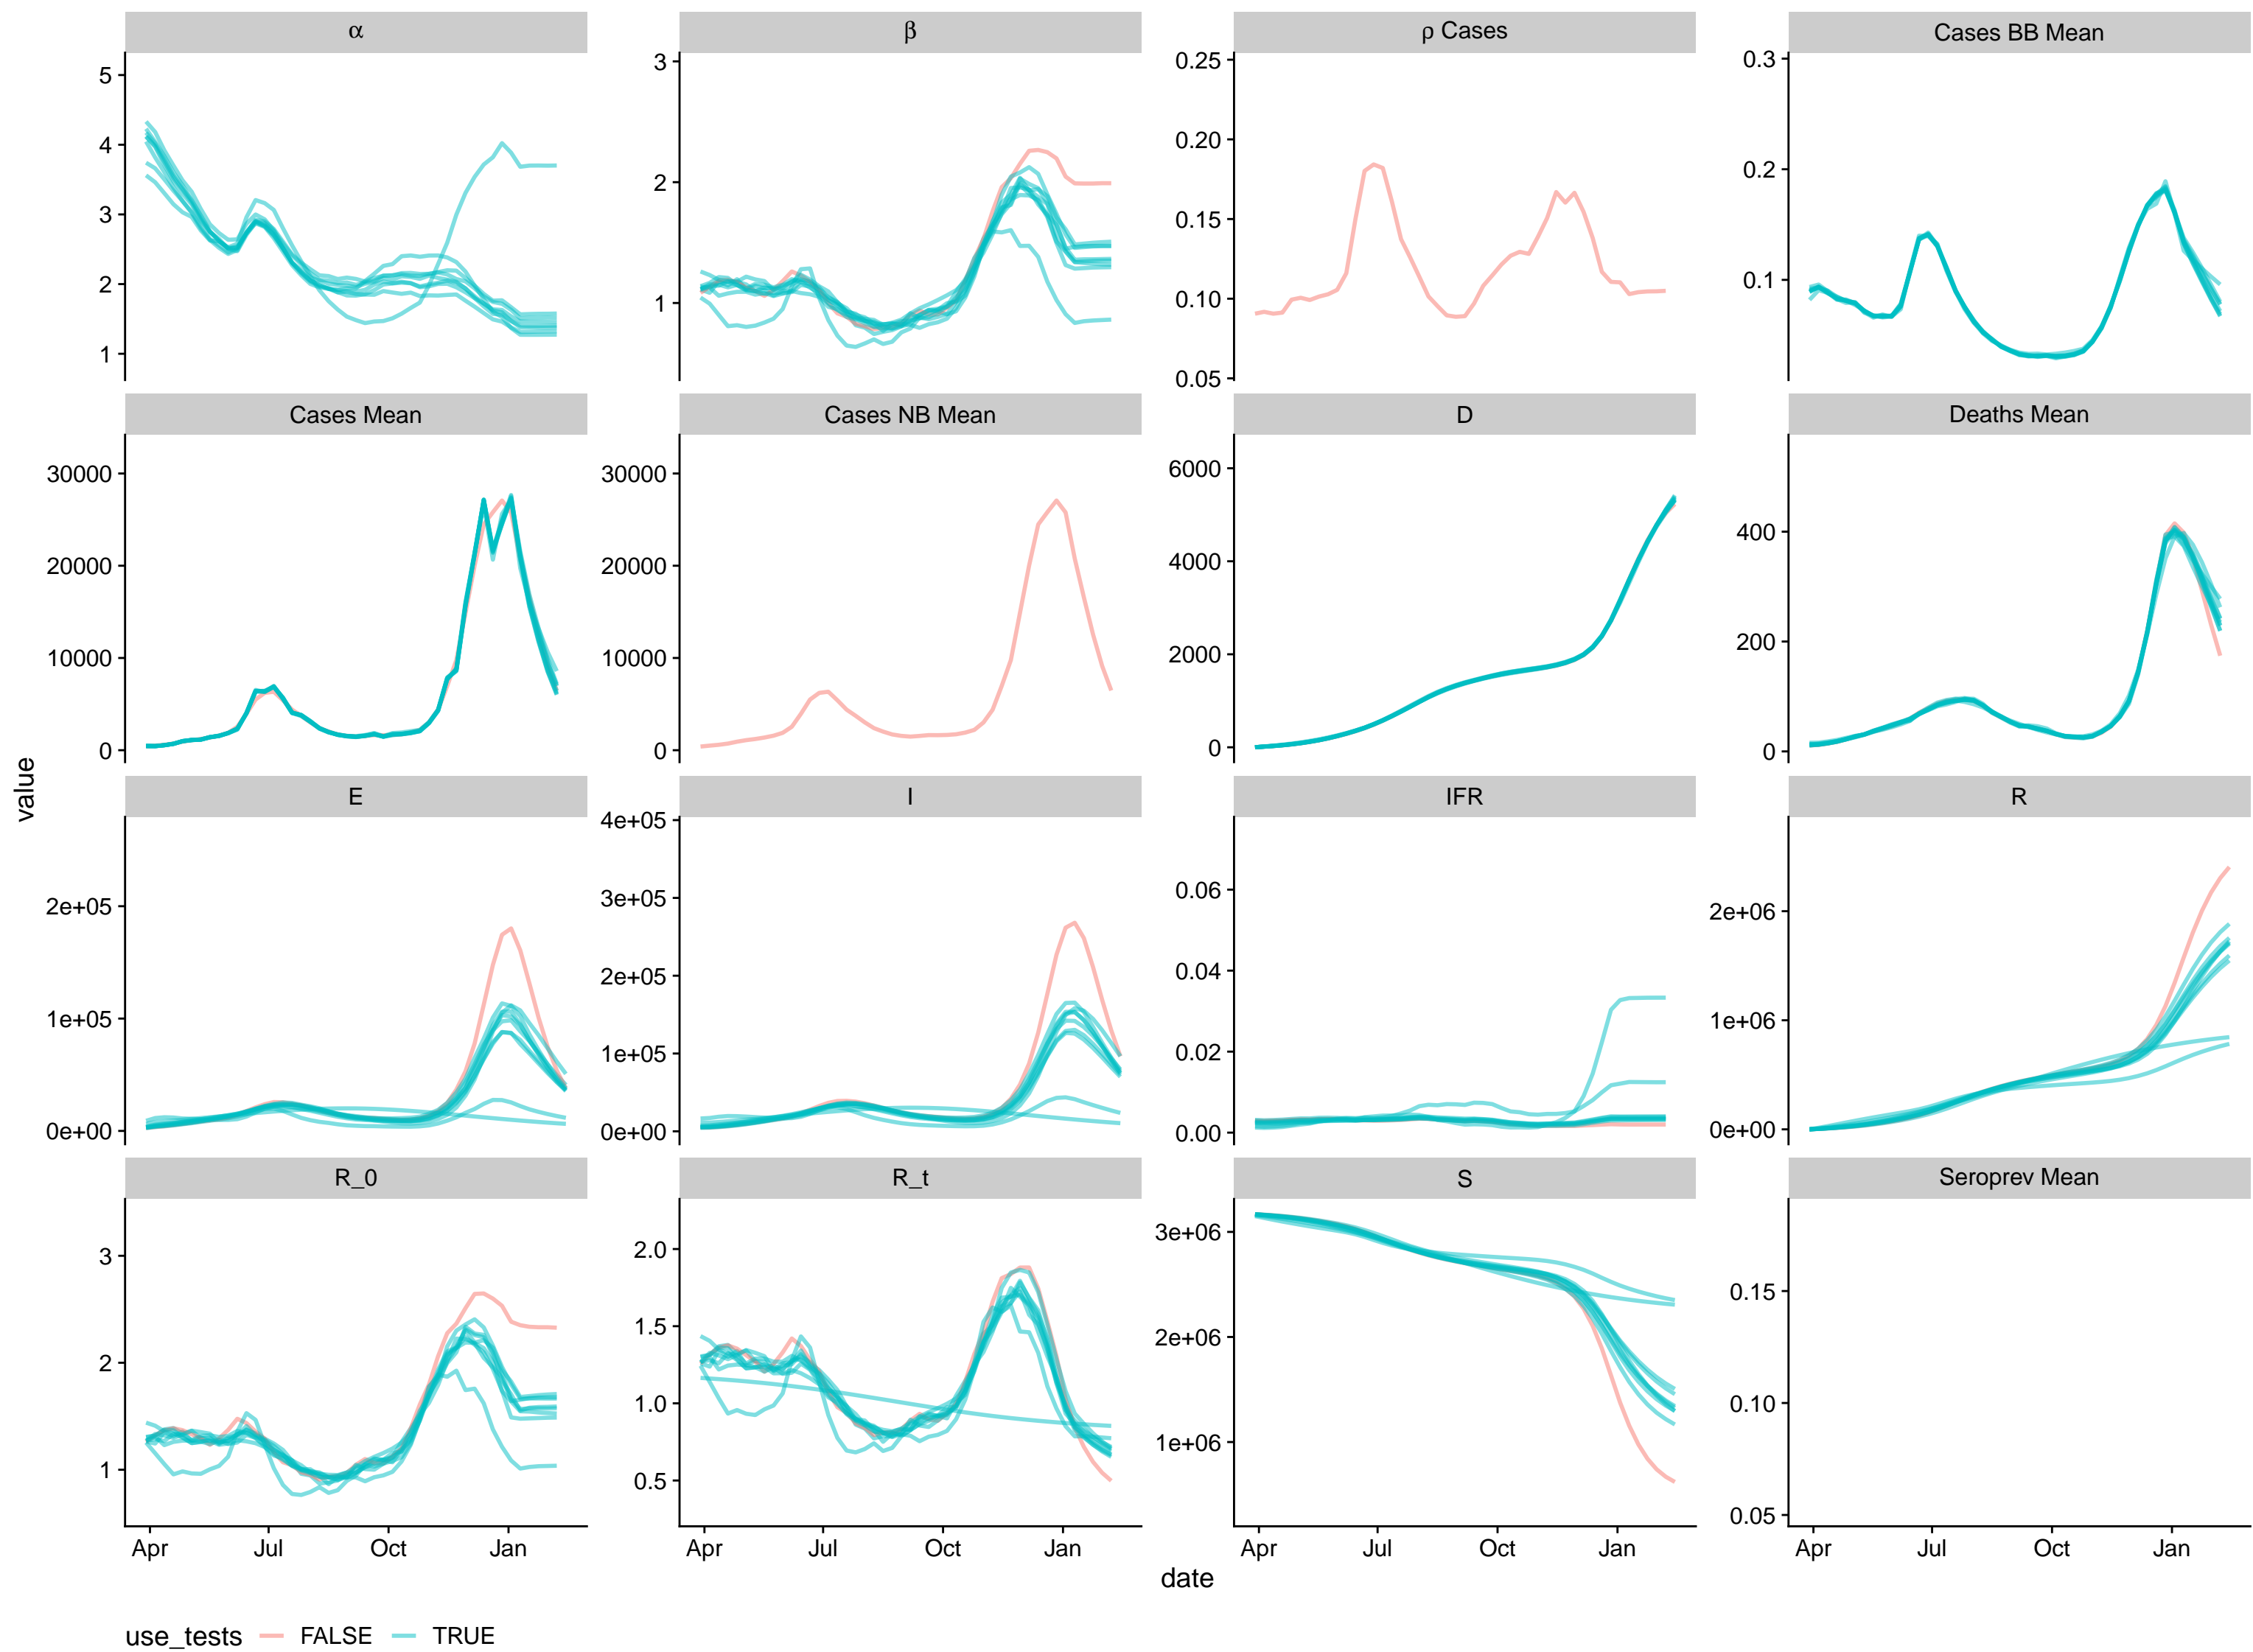 α
β
ρ Cases
Cases BB Mean
5
4
3
2
1
3
2
1
0.25
0.20
0.15
0.10
0.05
0.3
0.2
0.1
Cases Mean
Cases NB Mean
D
Deaths Mean
30000
20000
10000
0
30000
20000
10000
0
6000
4000
2000
0
400
200
0
value
E
I
IFR
R
2e+05
1e+05
0e+00
4e+05
3e+05
2e+05
1e+05
0e+00
0.06
0.04
0.02
0.00
2e+06
1e+06
0e+00
R_0
R_t
S
Seroprev Mean
3
2
1
2.0
1.5
1.0
0.5
3e+06
2e+06
1e+06
0.15
0.10
0.05
Apr Jul Oct Jan
Apr Jul Oct Jan
Apr Jul Oct Jan
Apr Jul Oct Jan
date
use_tests FALSE TRUE